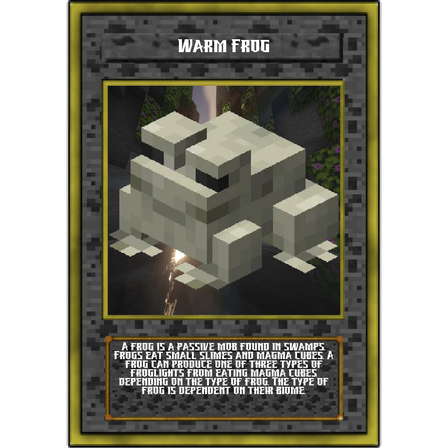 WARM FROG
A FROG IS A PASSIVE MOB FOUND IN SWAMPS.
FROGS EAT SMALL SLIMES AND MAGMA CUBES. A
FROG CAN PRODUCE ONE OF THREE TYPES OF
FROGLIGHTS FROM EATING MAGMA CUBES
DEPENDING ON THE TYPE OF FROG. THE TYPE OF
FROG IS DEPENDENT ON THEIR BIOME.